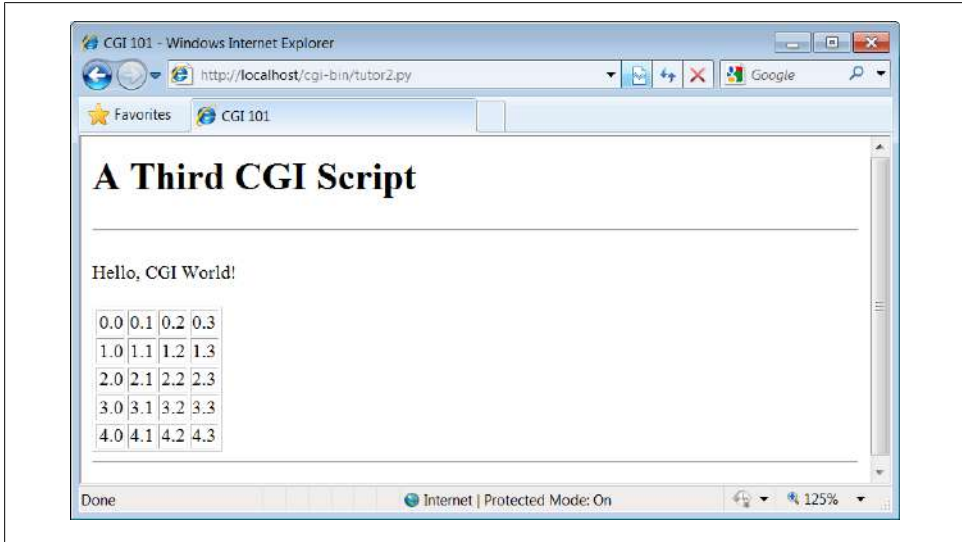 CGI 101 - Windows Internet Explorer
http://localhost/cgi-bin/tutor2.py
Google
Favorites
CGI 101
A Third CGI Script
Hello, CGI World!
0.0 0.1 0.2 0.3
1.0 1.1 1.2 1.3
2.0 2.1 2.2 2.3
3.0 3.1 3.2 3.3
4.0 4.1 4.2 4.3
Done
Internet | Protected Mode: On
125%